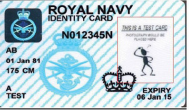 ROYAL NAVY
IDENTITY CARD
N012345N
THIS IS A TEST CARD
AB
01 Jan 81
175 CM
A
TEST
EXPIRY
06 Jan 15